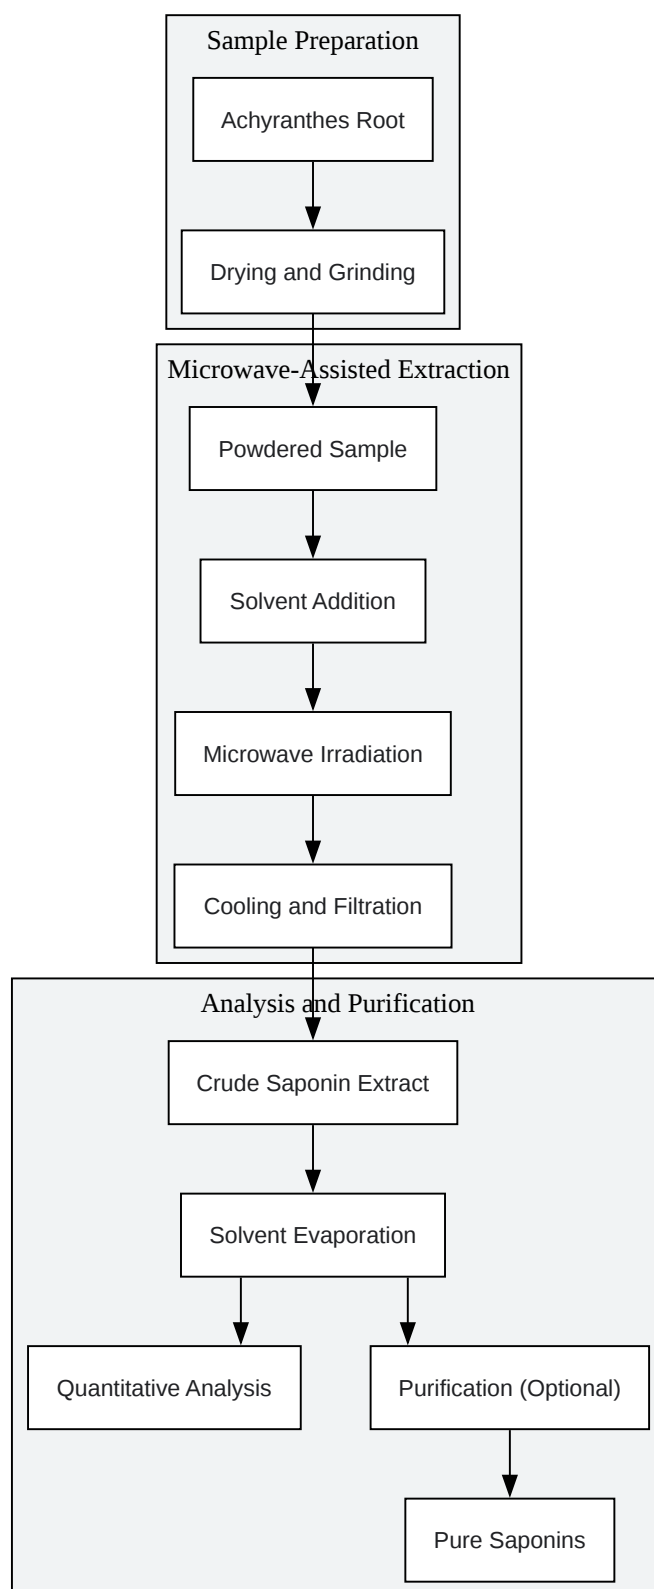 Sample Preparation
Achyranthes Root
Drying and Grinding
Microwave-Assisted Extraction
Powdered Sample
Solvent Addition
Microwave Irradiation
Cooling and Filtration
Analysis and Purification
Crude Saponin Extract
Solvent Evaporation
Quantitative Analysis
Purification (Optional)
Pure Saponins